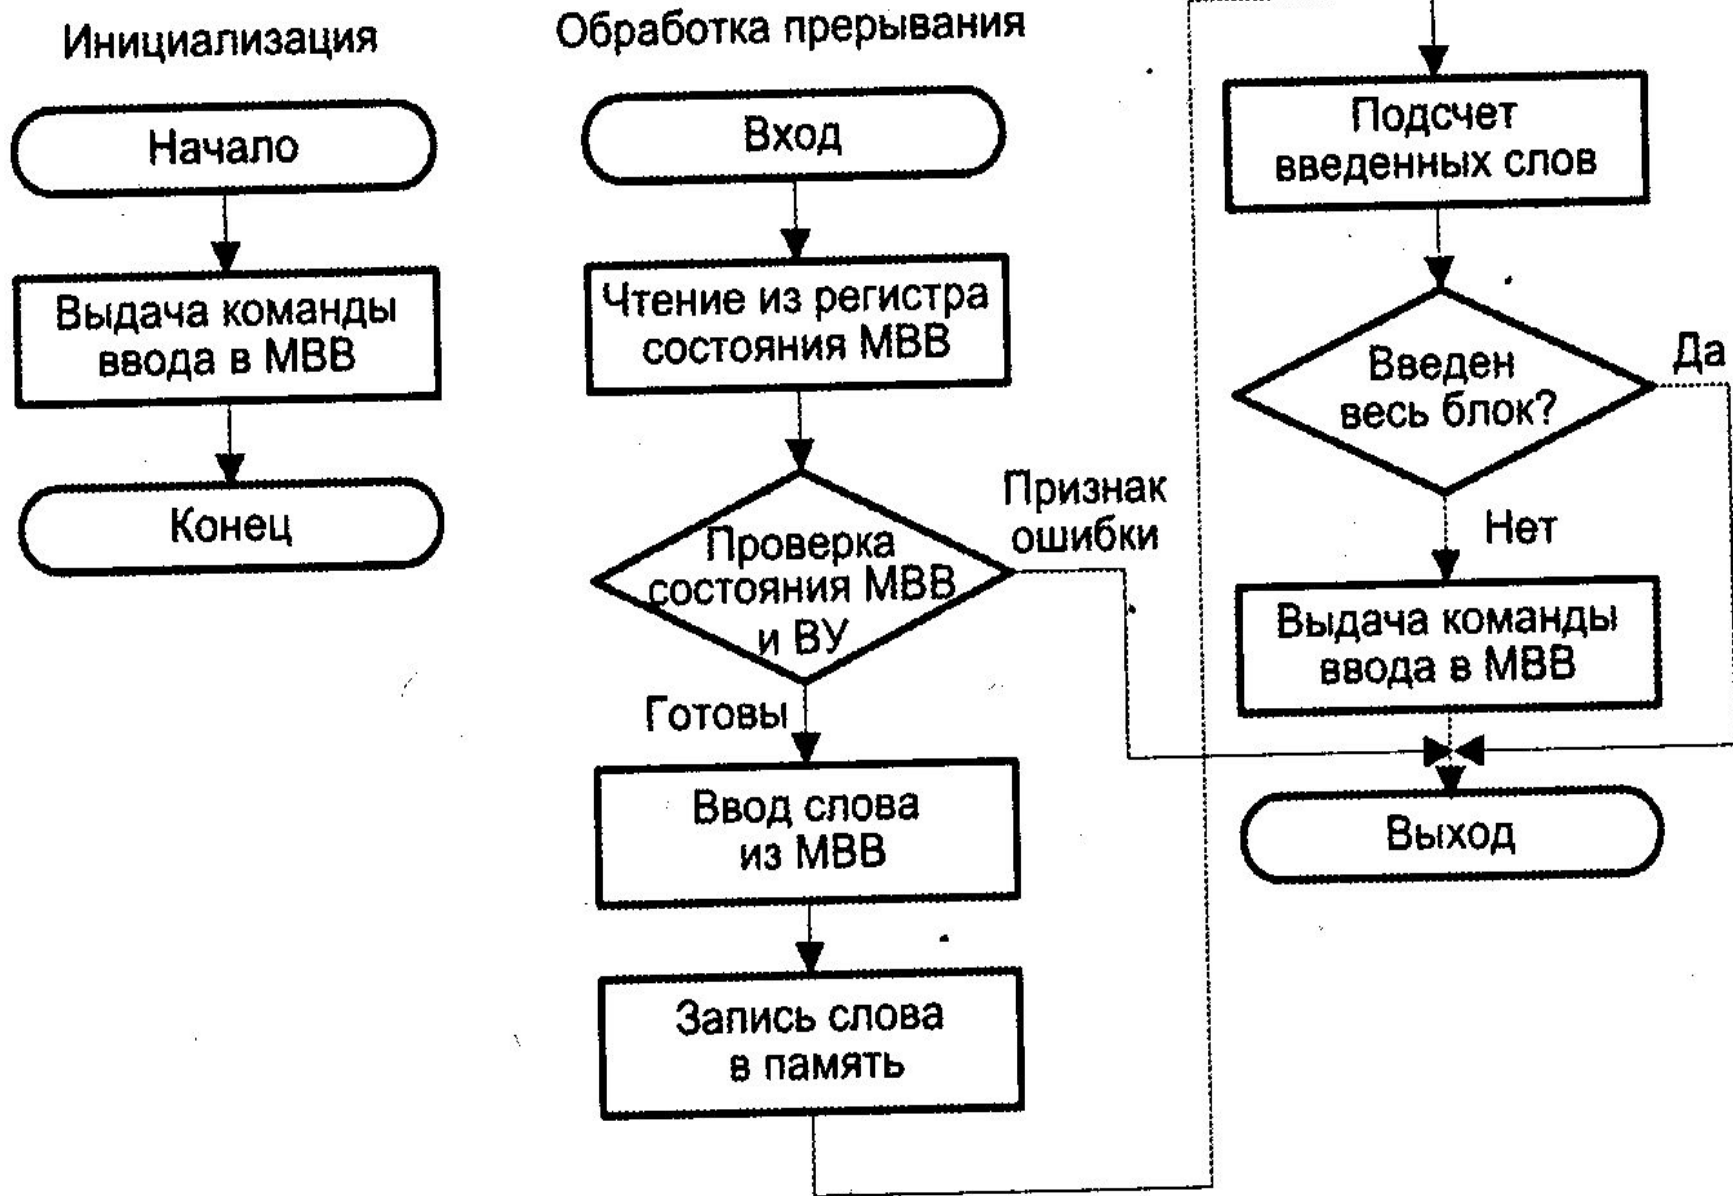 Инициализация
Начало
Выдача команды
ввода в МВВ
Конец
Обработка прерывания
Вход
Чтение из регистра
состояния МВВ
Проверка
состояния МВВ
и ВУ
Признак
ошибки
Готовы
Ввод слова
из МВВ
Запись слова
в память
Подсчет
введенных слов
Введен
весь блок?
Да
Нет
Выдача команды
ввода в МВВ
Выход